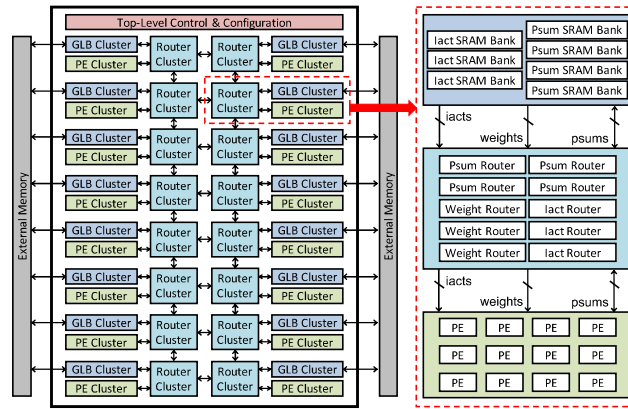 Top-Level Control & Configuration
External Memory
GLB Cluster
PE Cluster
Router
Cluster
Router
Cluster
GLB Cluster
PE Cluster
GLB Cluster
PE Cluster
Router
Cluster
Router
Cluster
GLB Cluster
PE Cluster
GLB Cluster
PE Cluster
Router
Cluster
Router
Cluster
GLB Cluster
PE Cluster
GLB Cluster
PE Cluster
Router
Cluster
Router
Cluster
GLB Cluster
PE Cluster
GLB Cluster
PE Cluster
Router
Cluster
Router
Cluster
GLB Cluster
PE Cluster
GLB Cluster
PE Cluster
Router
Cluster
Router
Cluster
GLB Cluster
PE Cluster
GLB Cluster
PE Cluster
Router
Cluster
Router
Cluster
GLB Cluster
PE Cluster
GLB Cluster
PE Cluster
Router
Cluster
Router
Cluster
GLB Cluster
PE Cluster
External Memory
Iact SRAM Bank
Iact SRAM Bank
Iact SRAM Bank
Psum SRAM Bank
Psum SRAM Bank
Psum SRAM Bank
Psum SRAM Bank
iacts
weights
psums
Psum Router Psum Router
Psum Router Psum Router
Weight Router Iact Router
Weight Router Iact Router
Weight Router Iact Router
iacts
weights
psums
PE PE PE PE
PE PE PE PE
PE PE PE PE